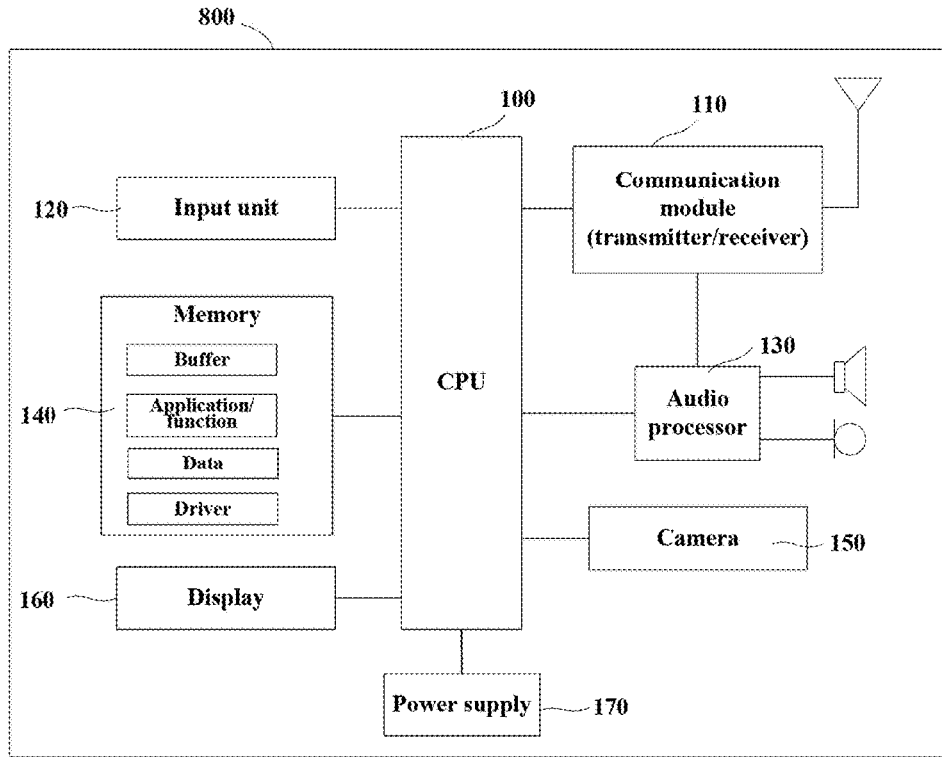 800
100
110
Communication
module
(transmitter/receiver)
120
Input unit
Memory
Buffer
Application/
function
Data
Driver
140
CPU
130
Audio
processor
Camera
150
160
Display
Power supply
170